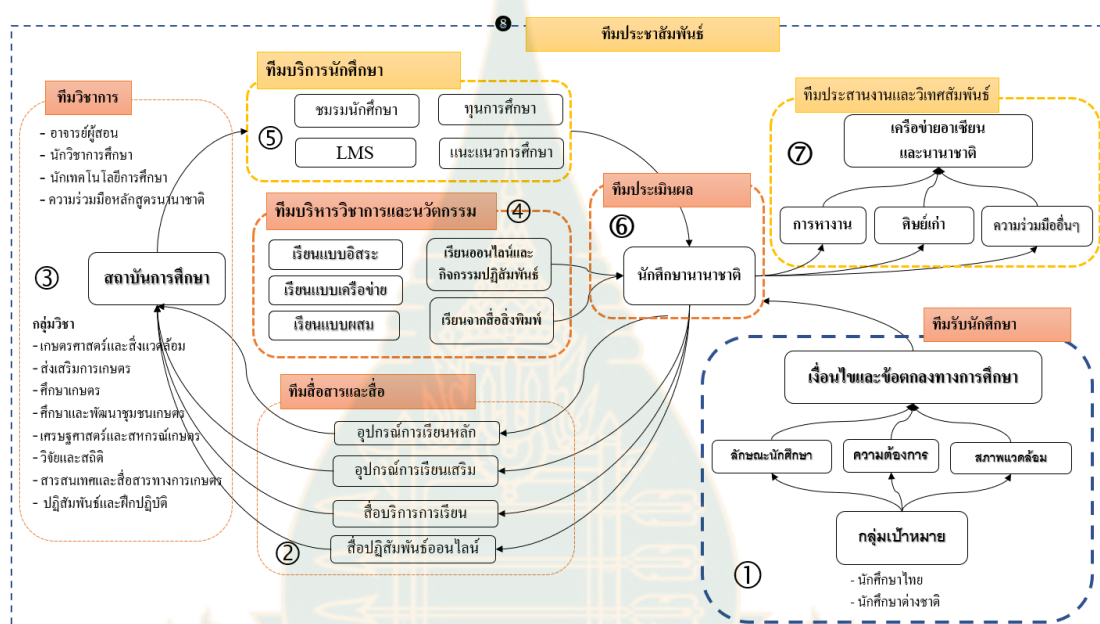 ❽
ทีมประชาสัมพันธ์
ทีมวิชาการ
- อาจารย์ผู้สอน
- นักวิชาการศึกษา
- นักเทคโนโลยีการศึกษา
- ความร่วมมือหลักสูตรนานาชาติ
③
สถาบันการศึกษา
กลุ่มวิชา
-เกษตรศาสตร์และสิ่งแวดล้อม
- ส่งเสริมการเกษตร
- ศึกษาเกษตร
- ศึกษาและพัฒนาชุมชนเกษตร
-เศรษฐศาสตร์และสหกรณ์เกษตร
- วิจัยและสถิติ
- สารสนเทศและสื่อสารทางการเกษตร
- ปฏิสัมพันธ์และฝึกปฏิบัติ
ทีมบริการนักศึกษา
⑤
ชมรมนักศึกษา
ทุนการศึกษา
LMS
แนะแนวการศึกษา
ทีมบริหารวิชาการและนวัตกรรม
④
เรียนแบบอิสระ
เรียนแบบเครือข่าย
เรียนแบบผสม
เรียนออนไลน์และ
กิจกรรมปฏิสัมพันธ์
เรียนจากสื่อสิ่งพิมพ์
ทีมสื่อสารและสื่อ
อุปกรณ์การเรียนหลัก
อุปกรณ์การเรียนเสริม
สื่อบริการการเรียน
สื่อปฏิสัมพันธ์ออนไลน์
②
ทีมประเมินผล
⑥
นักศึกษานานาชาติ
ทีมประสานงานและวิเทศสัมพันธ์
⑦
เครือข่ายอาเซียน
และนานาชาติ
การหางาน
ศิษย์เก่า
ความร่วมมืออื่นๆ
ทีมรับนักศึกษา
เงื่อนไขและข้อตกลงทางการศึกษา
ลักษณะนักศึกษา
ความต้องการ
สภาพแวดล้อม
กลุ่มเป้าหมาย
①
- นักศึกษาไทย
- นักศึกษาต่างชาติ